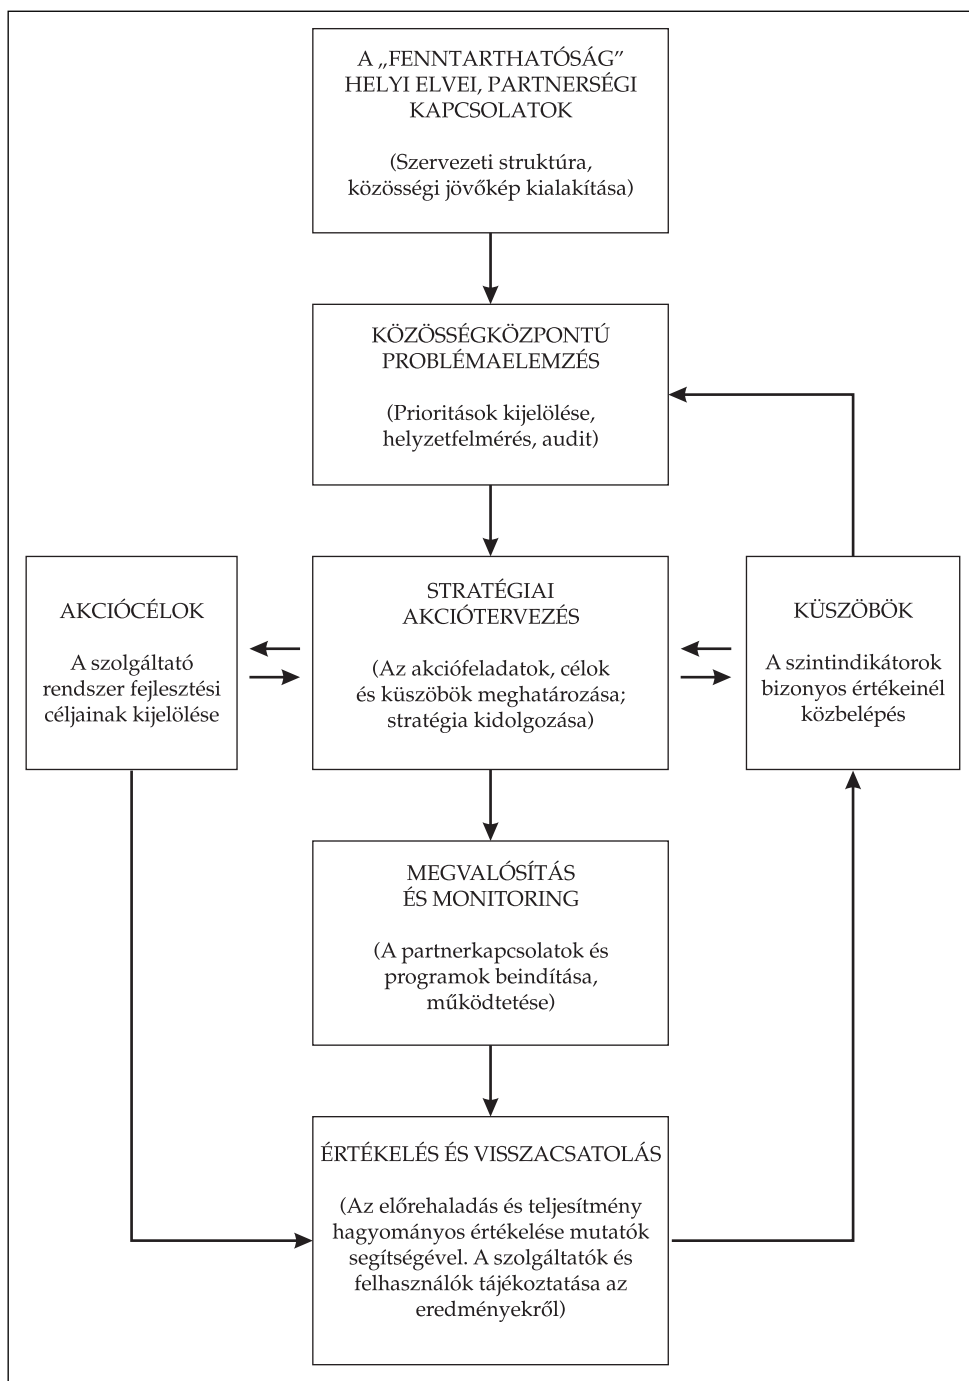 A „FENNTARTHATÓSÁG”
HELYI ELVEI, PARTNERSÉGI
KAPCSOLATOK
(Szervezeti struktúra,
közösségi jövőkép kialakítása)
KÖZÖSSÉGKÖZPONTÚ
PROBLÉMAELEMZÉS
(Prioritások kijelölése,
helyzetfelmérés, audit)
AKCIÓCÉLOK
A szolgáltató
rendszer fejlesztési
céljainak kijelölése
STRATÉGIAI
AKCIÓTERVEZÉS
(Az akciófeladatok, célok
és küszöbök meghatározása;
stratégia kidolgozása)
KÜSZÖBÖK
A szintindikátorok
bizonyos értékeinél
közbelépés
MEGVALÓSÍTÁS
ÉS MONITORING
(A partnerkapcsolatok és
programok beindítása,
működtetése)
ÉRTÉKELÉS ÉS VISSZACSATOLÁS
(Az előrehaladás és teljesítmény
hagyományos értékelése mutatók
segítségével. A szolgáltatók és
felhasználók tájékoztatása az
eredményekről)